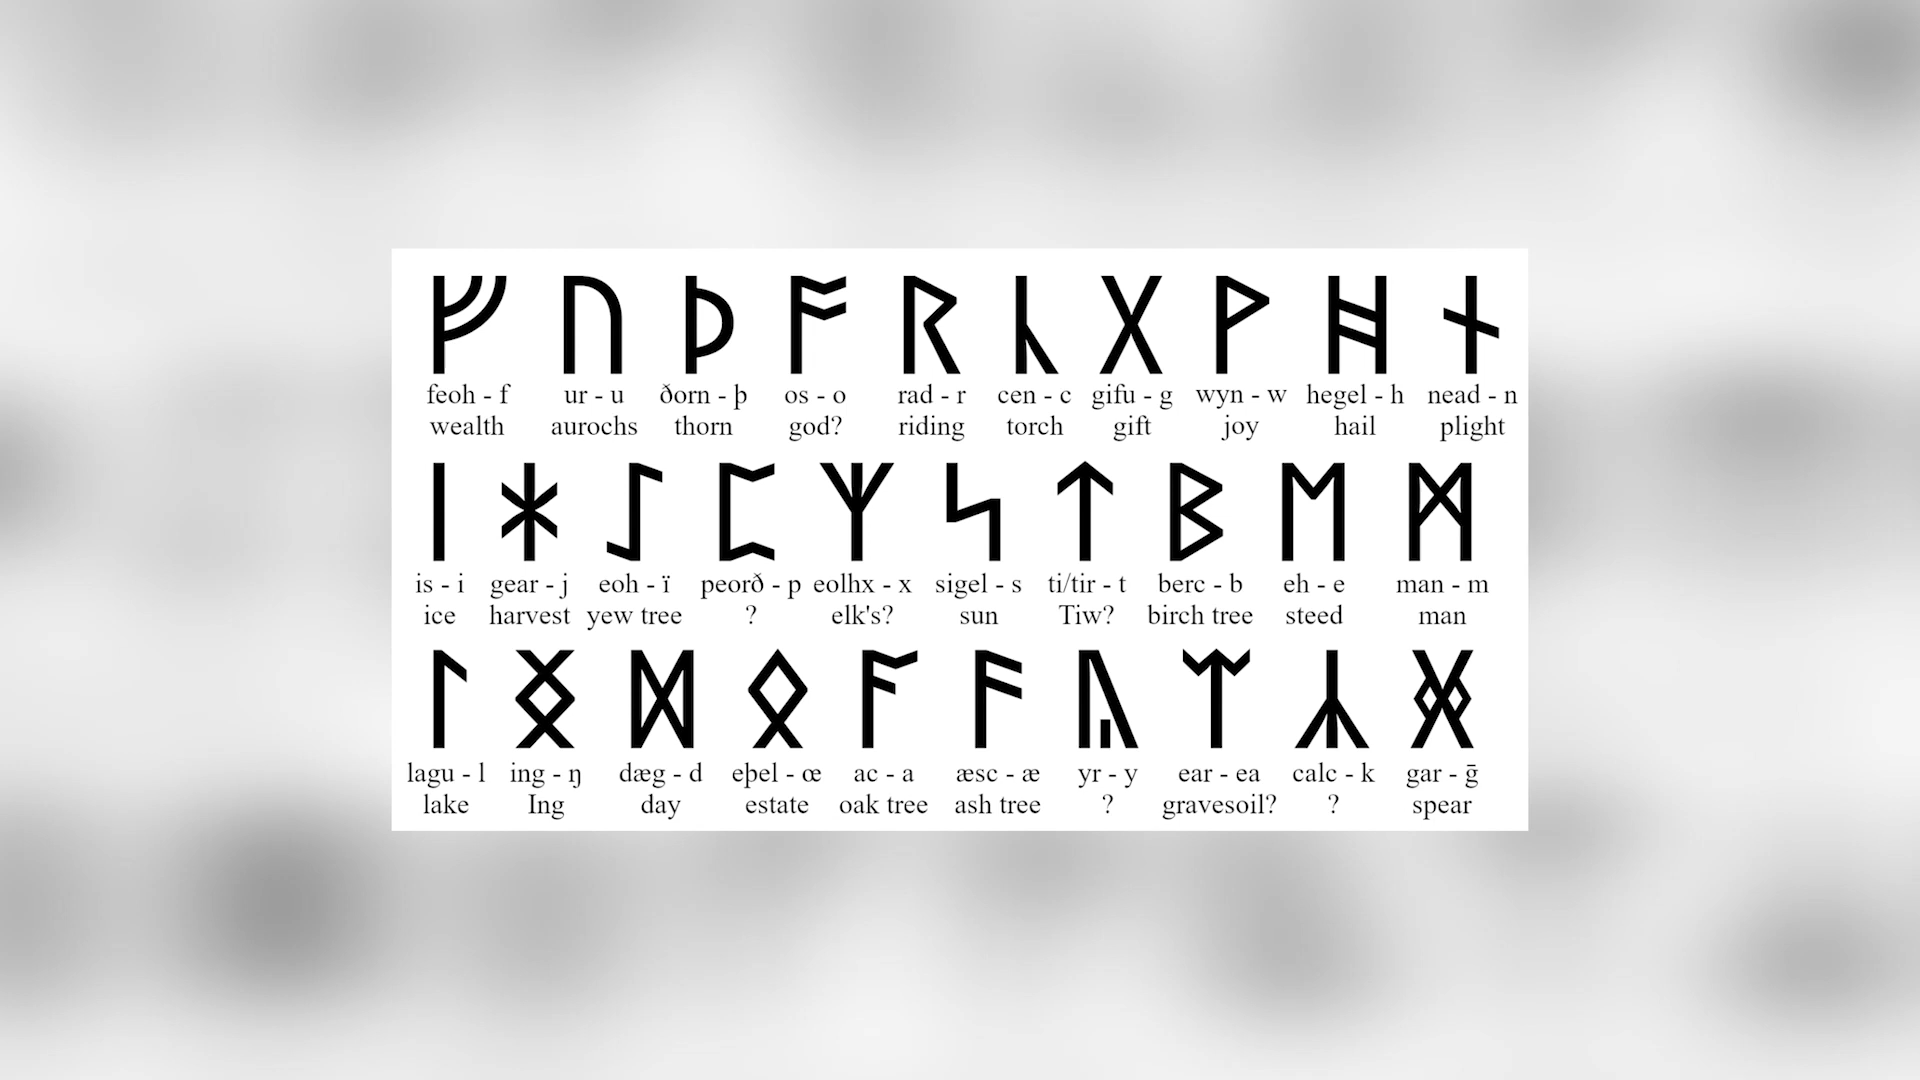 ᚠ ᚢ ᚦ ᚩ ᚱ ᚳ ᚷ ᚹ ᚻ ᚾ
feoh - f ur - u ðorn - þ os - o rad - r cen - c gifu - g wyn - w hegel - h nead - n
wealth aurochs thorn god? riding torch gift joy hail plight
ᛁ ᛡ ᛇ ᛈ ᛉ ᛋ ᛏ ᛒ ᛖ ᛗ
is - i gear - j eoh - ï peorð - p eolhx - x sigel - s ti/tir - t berc - b eh - e man - m
ice harvest yew tree ? elk's? sun Tiw? birch tree steed man
ᛚ ᛝ ᛞ ᛟ ᚪ ᚫ ᚣ ᛠ ᛣ ᚸ
lagu - l ing - ŋ dæg - d eþel - œ ac - a æsc - æ yr - y ear - ea calc - k gar - ḡ
lake Ing day estate oak tree ash tree ? gravesoil? ? spear